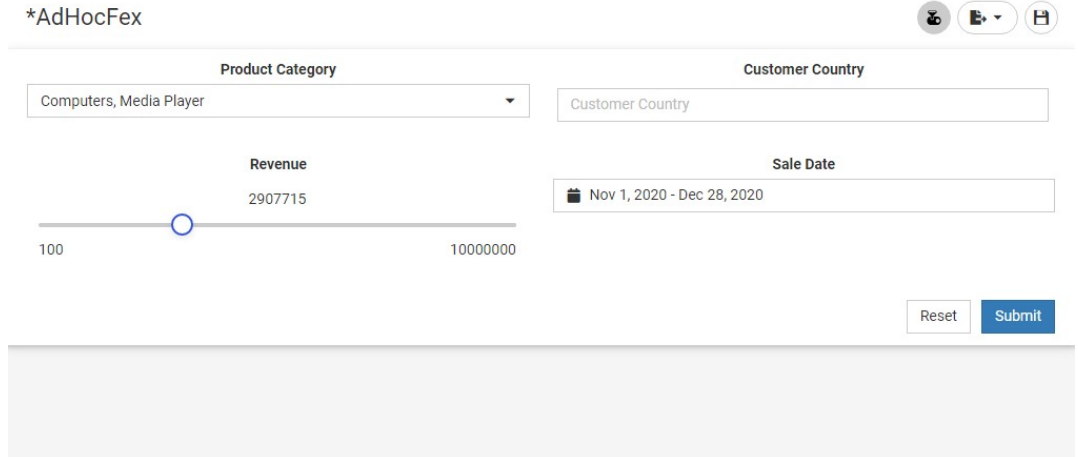 *AdHocFex
Product Category
Customer Country
Computers, Media Player
Customer Country
Revenue
Sale Date
2907715
Nov 1, 2020 - Dec 28, 2020
100
10000000
Reset
Submit